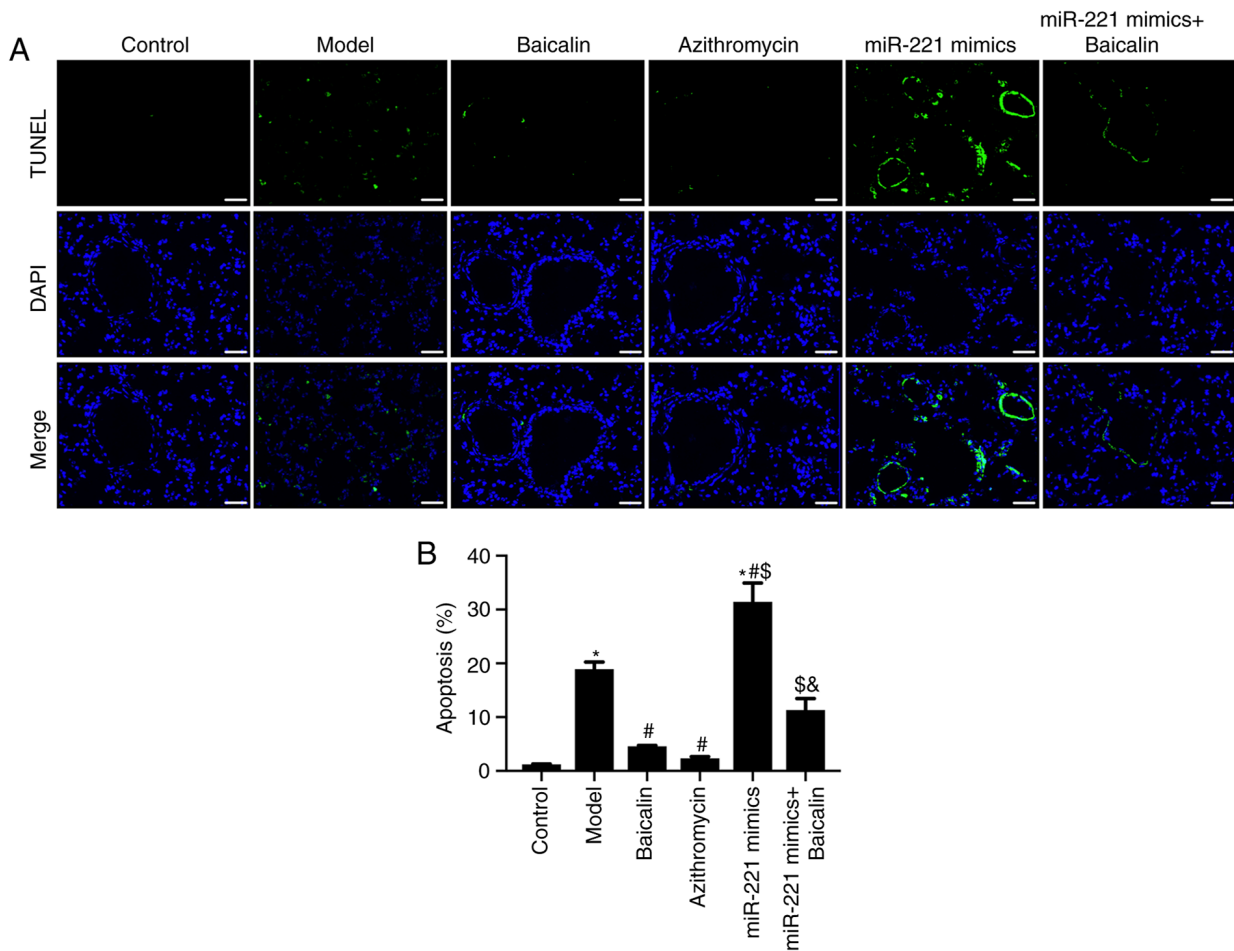 A
Control
Model
Baicalin
Azithromycin
miR-221 mimics
miR-221 mimics+
Baicalin
TUNEL
DAPI
Merge
B
Apoptosis (%)
40
30
20
10
0
*
#
#
*#$
$&
Control
Model
Baicalin
Azithromycin
miR-221 mimics
miR-221 mimics+
Baicalin